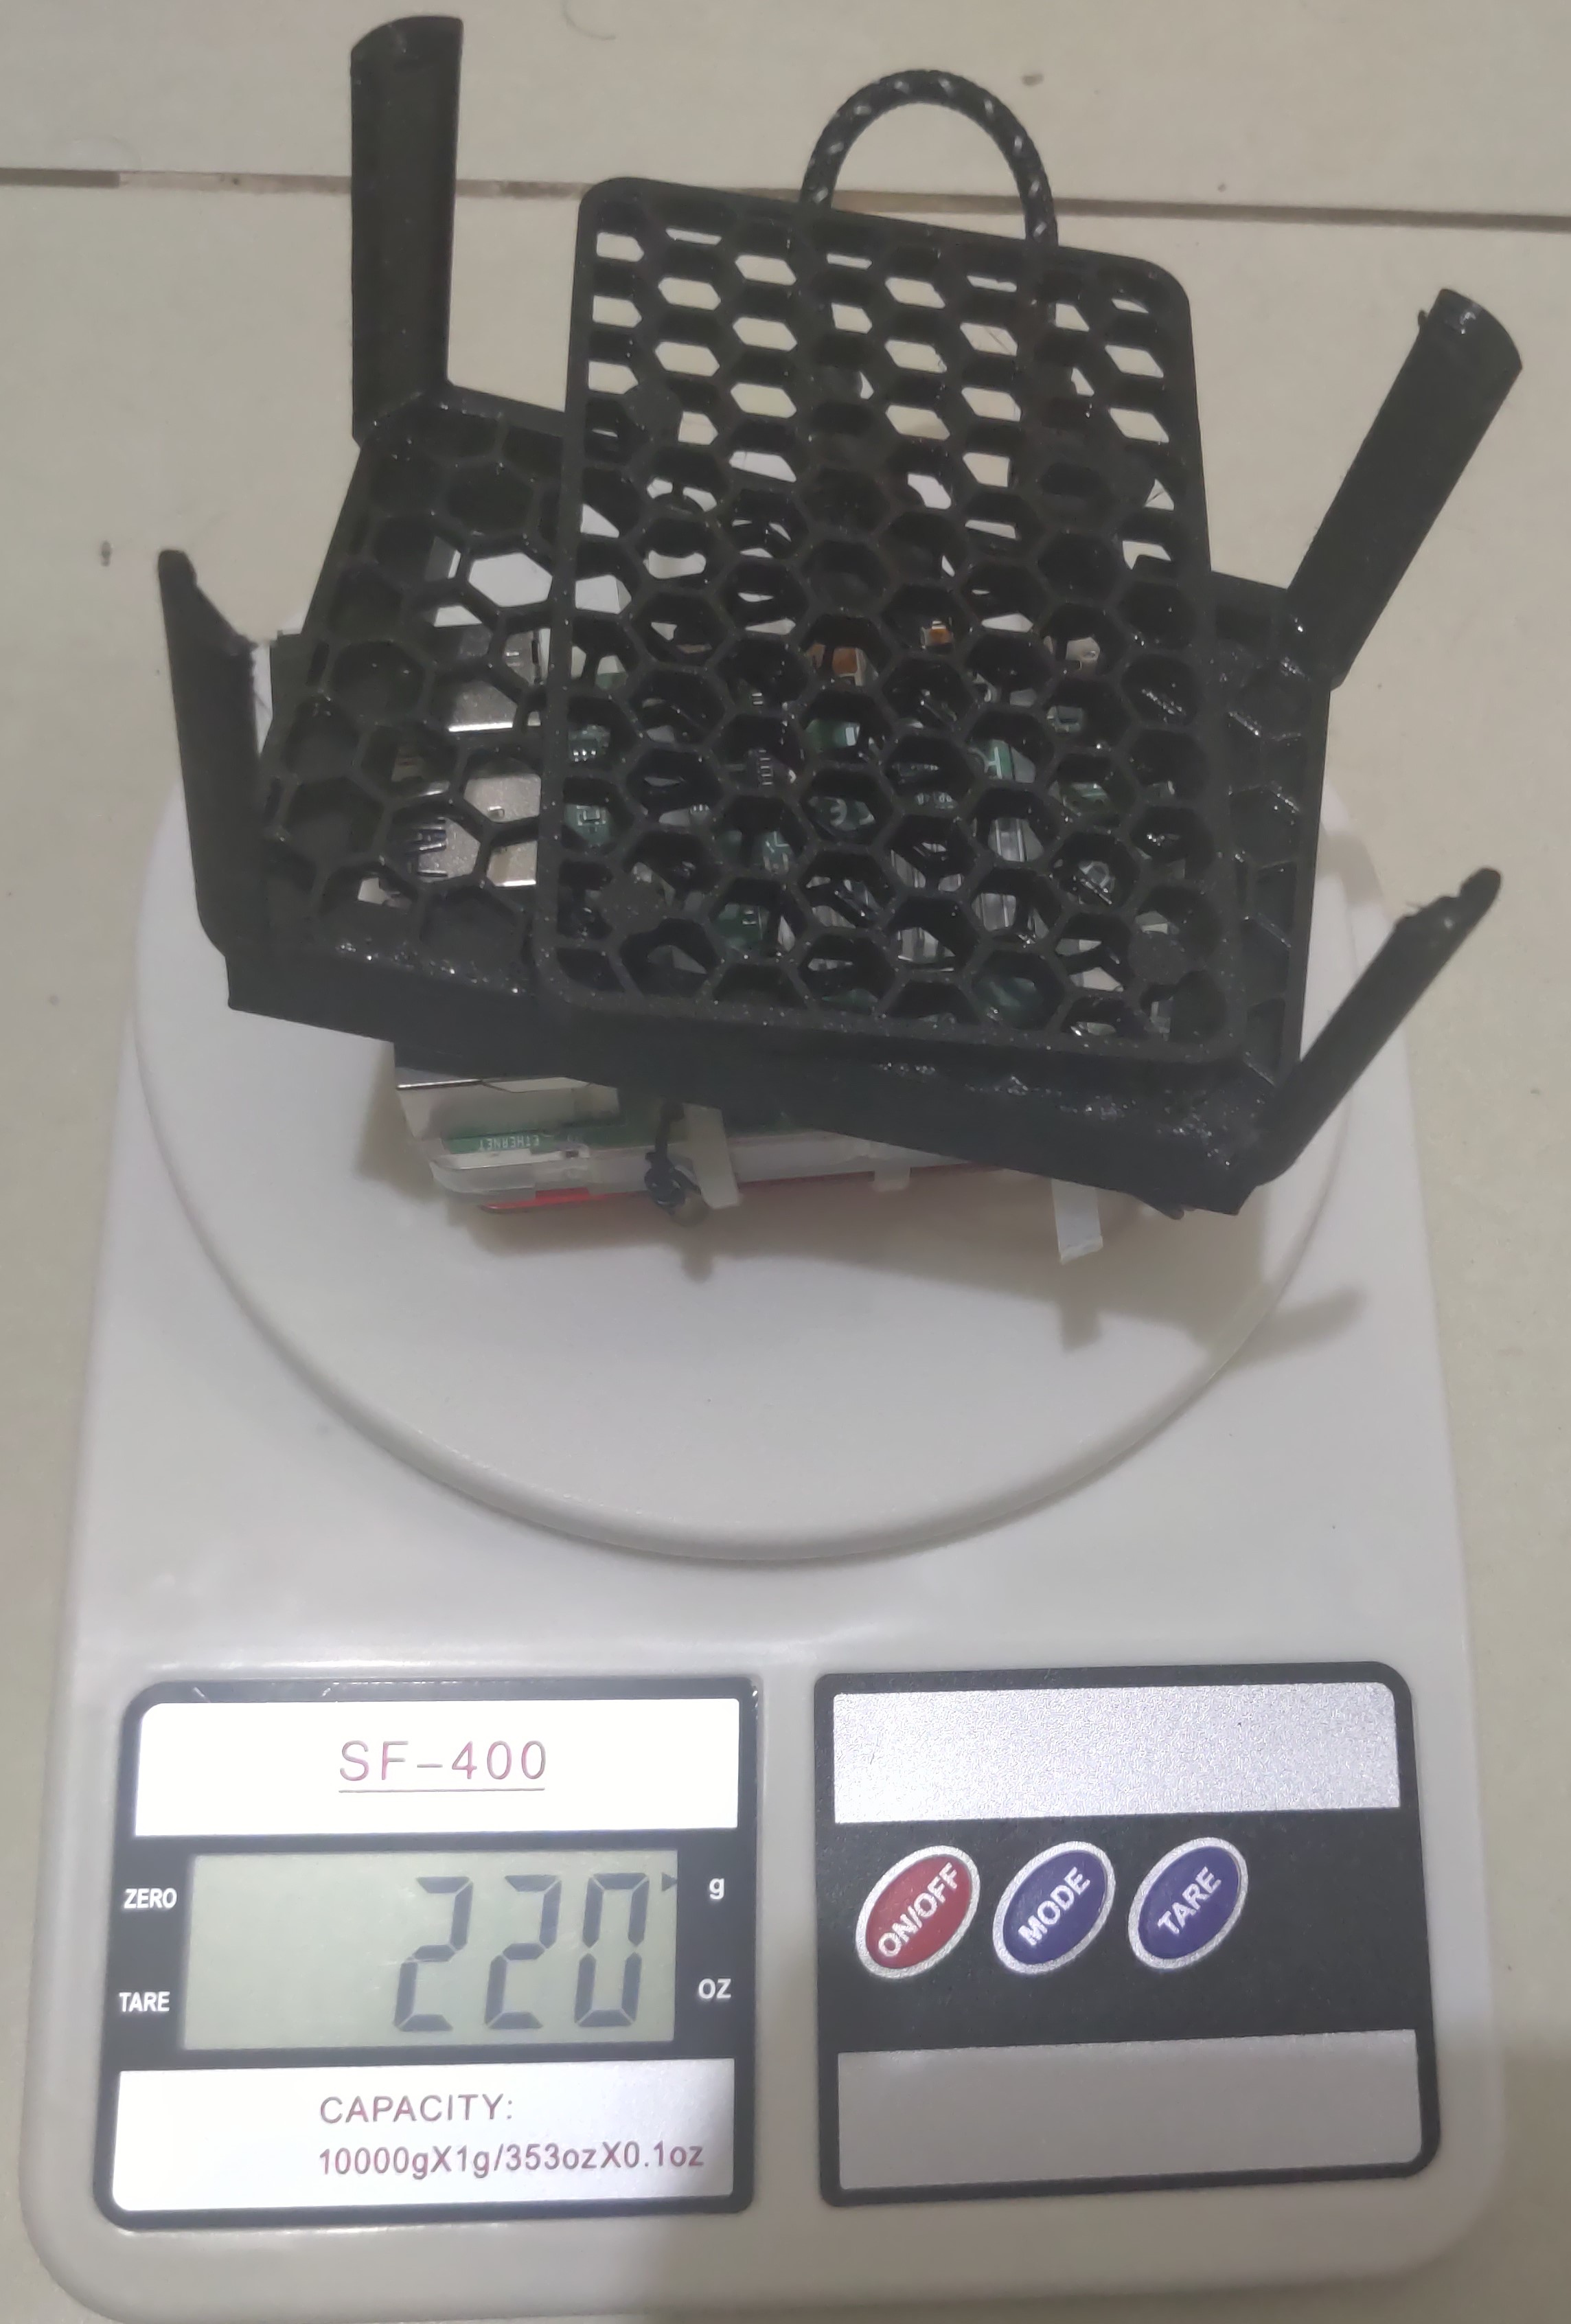 ETHERNET
SF-400
ZERO
TARE
220
g
oz
CAPACITY:
10000gX1g/353ozX0.1oz
ON/OFF
MODE
TARE